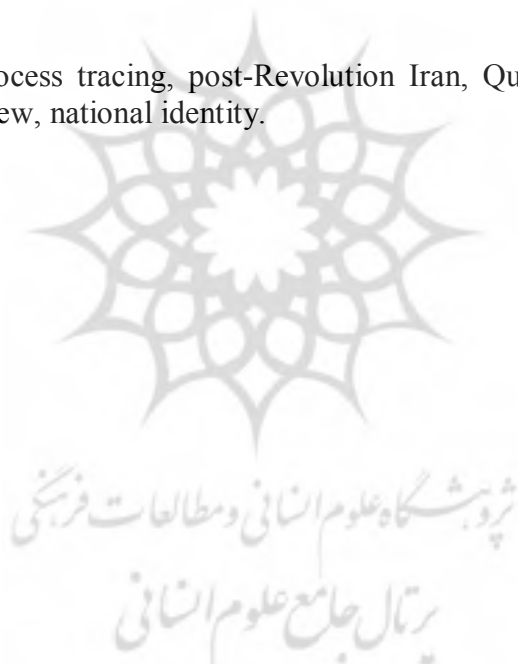 ocess tracing, post-Revolution Iran, Qu
ew, national identity.
پژوهشگاه علوم انسانی و مطالعات فرهنگی
پرتال جامع علوم انسانی